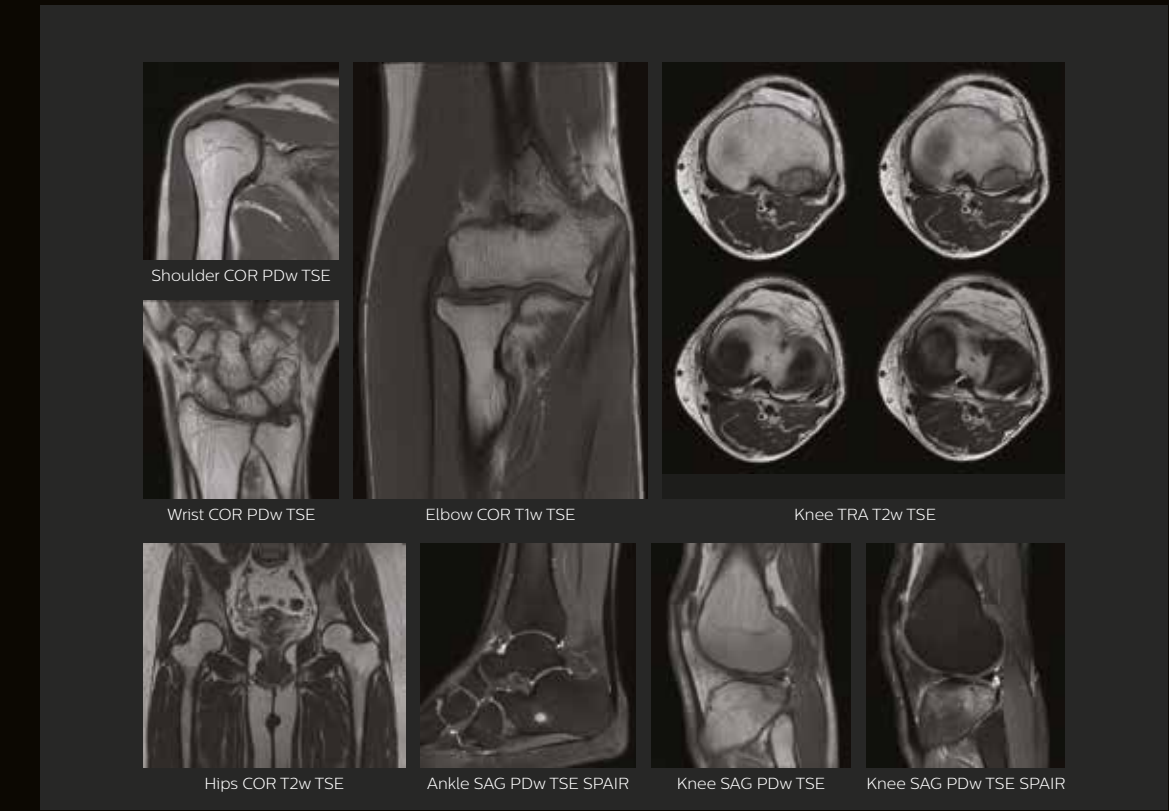 Shoulder COR PDw TSE
Wrist COR PDw TSE
Elbow COR T1w TSE
Knee TRA T2w TSE
Hips COR T2w TSE
Ankle SAG PDw TSE SPAIR
Knee SAG PDw TSE
Knee SAG PDw TSE SPAIR